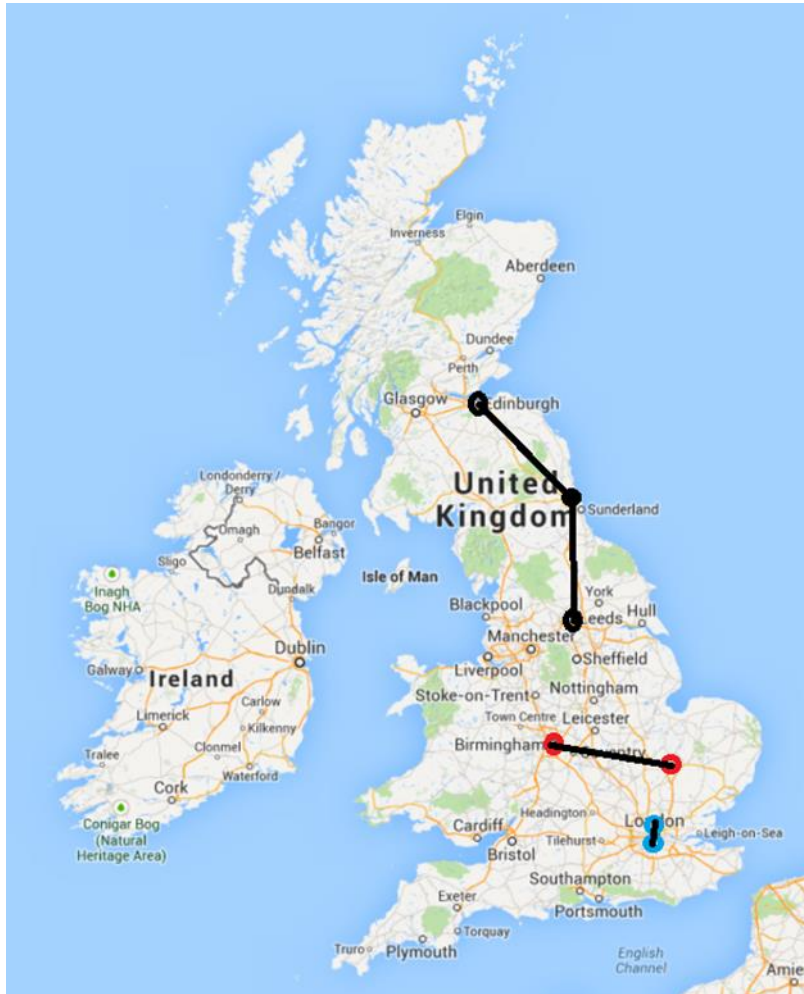 Elgin
Inverness
Aberdeen
Dundee
Perth
Glasgow
Edinburgh
United
Kingdom
Sunderland
Londonderry /
Derry
Omagh
Bangor
Belfast
Sligo
Isle of Man
Inagh
Bog NHA
Dundalk
Blackpool
York
Leeds
Hull
Manchester
Dublin
Liverpool
Sheffield
Galway
Ireland
Stoke-on-Trent
Nottingham
Carlow
Limerick
Kilkenny
Town Centre
Leicester
Tralee
Clonmel
Birmingham
Waterford
Cork
Headington
London
Conigar Bog
(Natural
Heritage Area)
Cardiff
Tilehurst
Leigh-on-Sea
Bristol
Southampton
Exeter
Portsmouth
Torquay
Truro
Plymouth
English
Channel
Amie